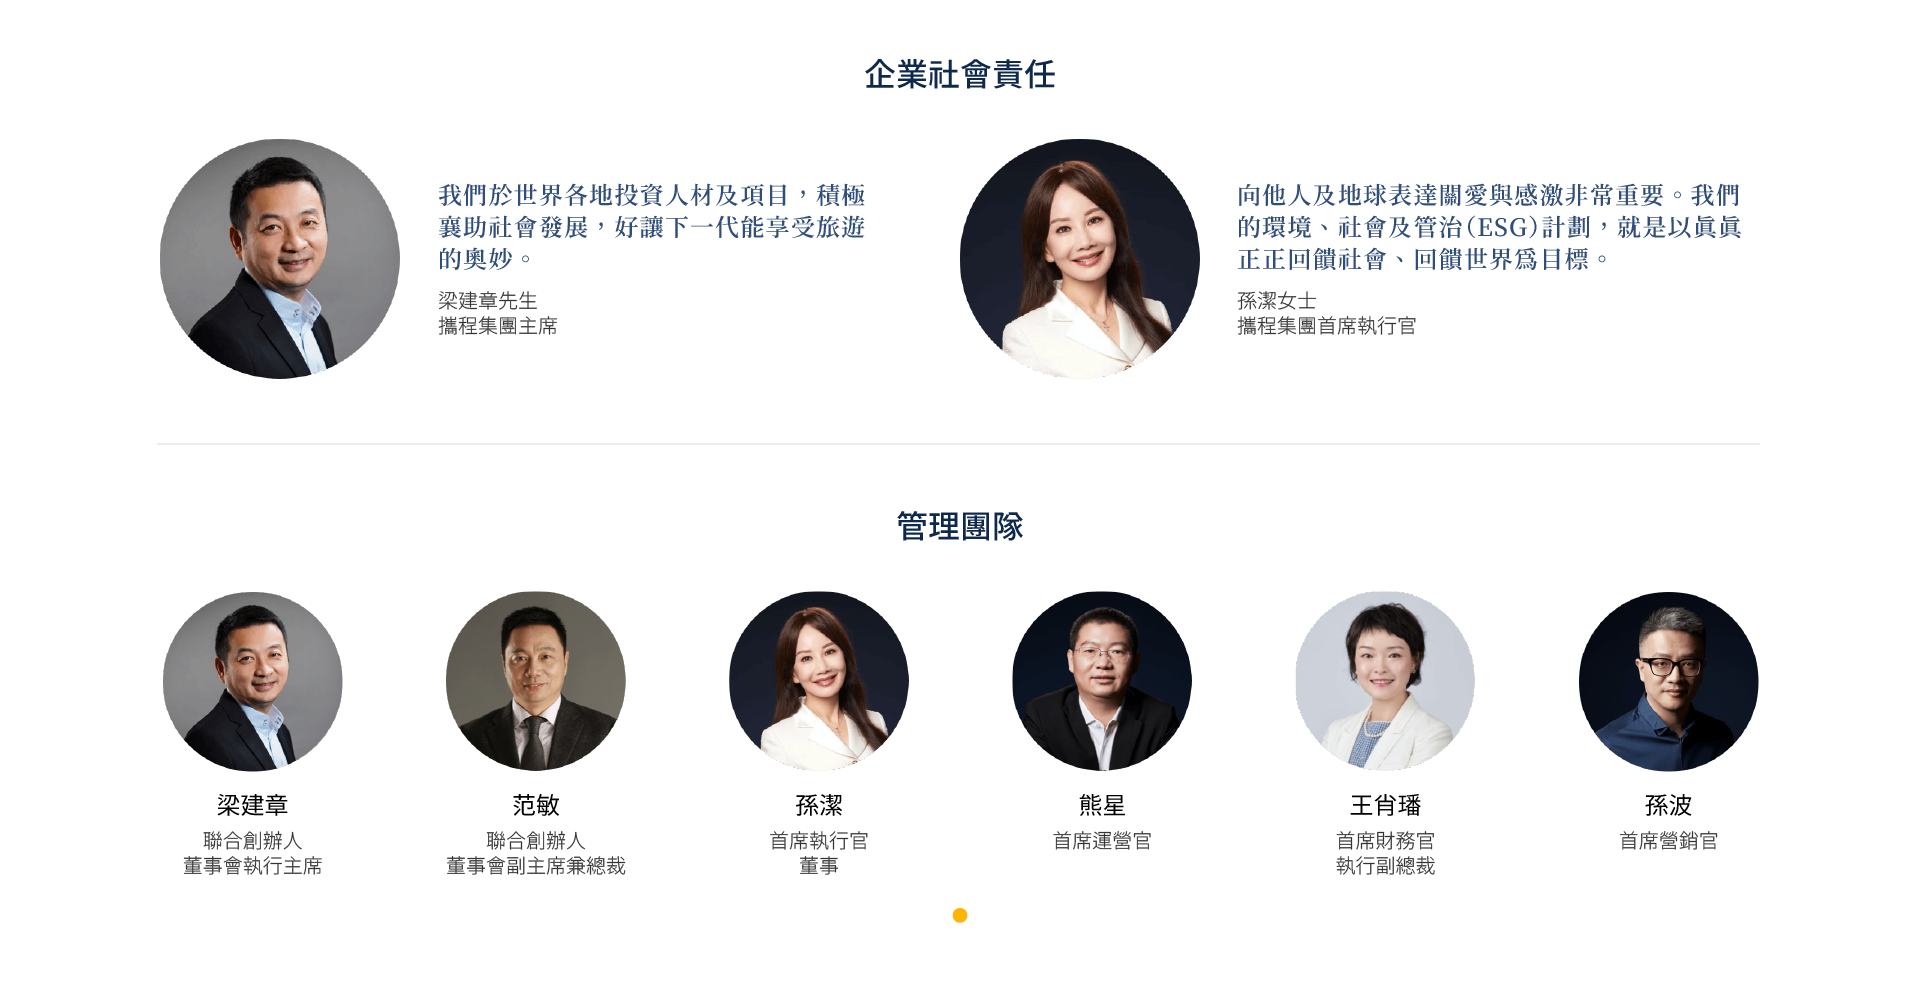 企業社會責任
我們於世界各地投資人材及項目，積極
襄助社會發展，好讓下一代能享受旅遊
的奧妙。
梁建章先生
攜程集團主席
向他人及地球表達關愛與感激非常重要。我們
的環境、社會及管治(ESG)計劃，就是以眞眞
正正回饋社會、回饋世界爲目標。
孫潔女士
攜程集團首席執行官
管理團隊
梁建章
聯合創辦人
董事會執行主席
范敏
聯合創辦人
董事會副主席兼總裁
孫潔
首席執行官
董事
熊星
首席運營官
王肖璠
首席財務官
執行副總裁
孫波
首席營銷官